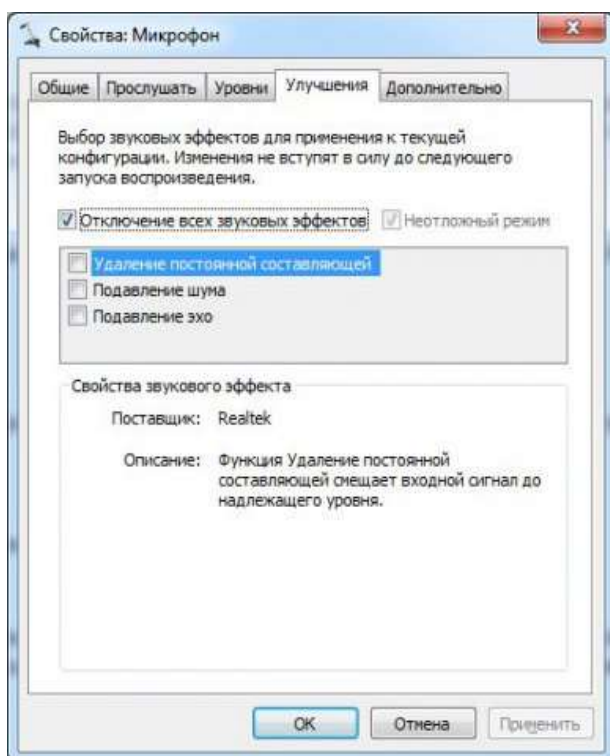 Свойства: Микрофон
Общие Прослушать Уровни Улучшения Дополнительно
Выбор звуковых эффектов для применения к текущей
конфигурации. Изменения не вступят в силу до следующего
запуска воспроизведения.
Отключение всех звуковых эффектов Неотложный режим
Удаление постоянной составляющей
Подавление шума
Подавление эхо
Свойства звукового эффекта
Поставщик: Realtek
Описание: Функция Удаление постоянной
составляющей смещает входной сигнал до
надлежащего уровня.
ОК Отмена Применить